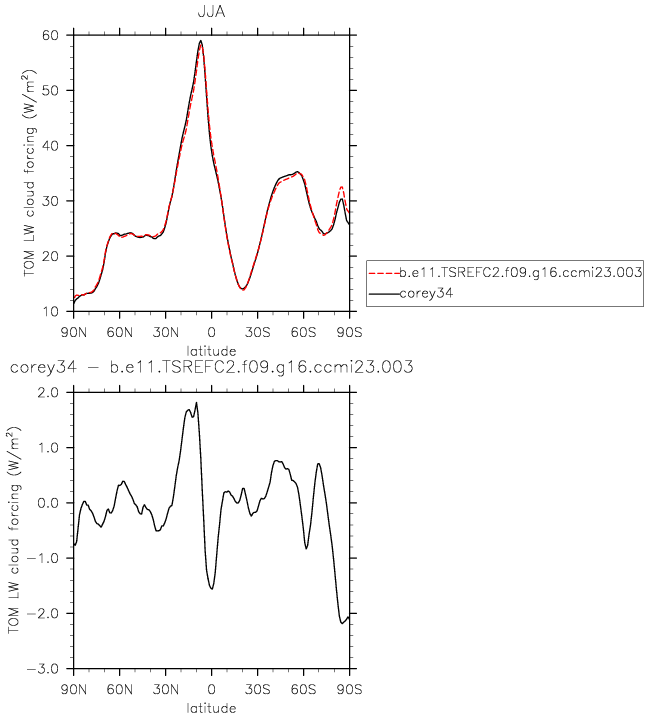 JJA
TOM LW cloud forcing (W/m²)
60
50
40
30
20
10
90N 60N 30N 0 30S 60S 90S
latitude
b.e11.TSREFC2.f09.g16.ccmi23.003
corey34
corey34 − b.e11.TSREFC2.f09.g16.ccmi23.003
TOM LW cloud forcing (W/m²)
2.0
1.0
0.0
−1.0
−2.0
−3.0
90N 60N 30N 0 30S 60S 90S
latitude